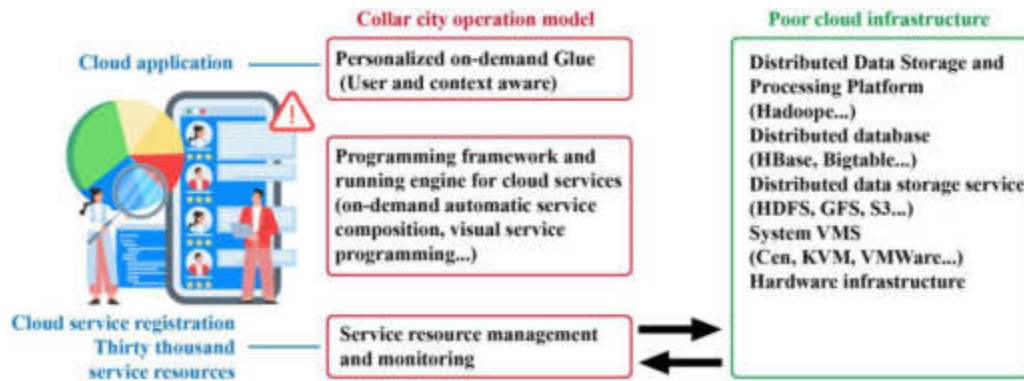 Collar city operation model
Poor cloud infrastructure
Cloud application
Personalized on-demand Glue
(User and context aware)
Programming framework and
running engine for cloud services
(on-demand automatic service
composition, visual service
programming...)
Cloud service registration
Thirty thousand
service resources
Service resource management
and monitoring
Distributed Data Storage and
Processing Platform
(Hadoope...)
Distributed database
(HBase, Bigtable...)
Distributed data storage service
(HDFS, GFS, S3...)
System VMS
(Cen, KVM, VMWare...)
Hardware infrastructure